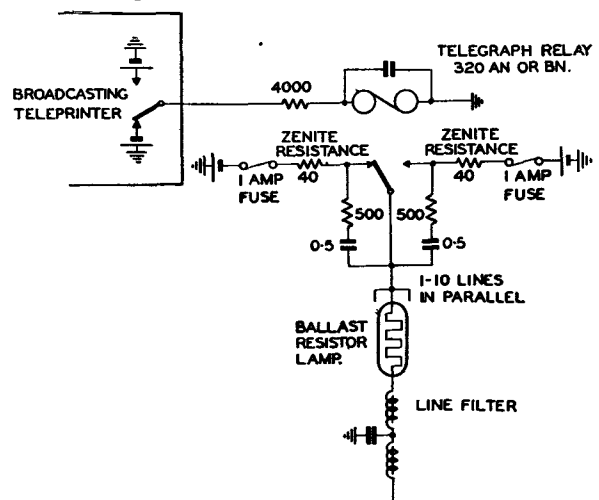 TELEGRAPH RELAY
320 AN OR BN.
BROADCASTING
TELEPRINTER
4000
ZENITE
RESISTANCE
40
1 AMP
FUSE
ZENITE
RESISTANCE
40
1 AMP
FUSE
500
500
0·5
0·5
1-10 LINES
IN PARALLEL
BALLAST
RESISTOR
LAMP.
LINE FILTER